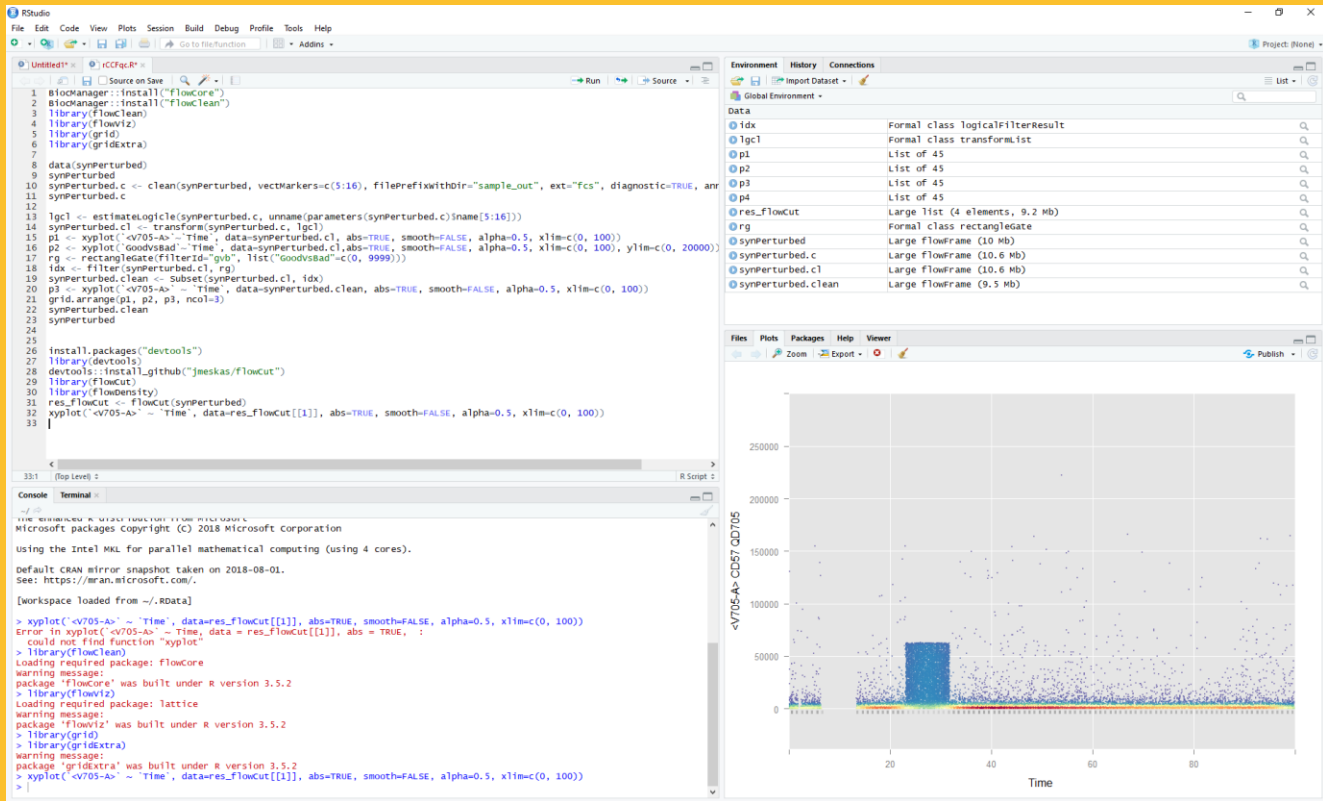 RStudio
File Edit Code View Plots Session Build Debug Profile Tools Help
Go to file/function Addins
Project: (None)
Untitled1* rCCFqc.R*
Source on Save Run Source
1 BiocManager::install("flowCore")
2 BiocManager::install("flowClean")
3 library(flowClean)
4 library(flowViz)
5 library(grid)
6 library(gridExtra)
7
8 data(synPerturbed)
9 synPerturbed
10 synPerturbed.c <- clean(synPerturbed, vectMarkers=c(5:16), filePrefixWithDir="sample_out", ext="fcs", diagnostic=TRUE, anr
11 synPerturbed.c
12
13 lgcl <- estimateLogicle(synPerturbed.c, unname(parameters(synPerturbed.c)$name[5:16]))
14 synPerturbed.cl <- transform(synPerturbed.c, lgcl)
15 p1 <- xyplot(`<V705-A>`~`Time`, data=synPerturbed.cl, abs=TRUE, smooth=FALSE, alpha=0.5, xlim=c(0, 100))
16 p2 <- xyplot(`GoodVsBad`~`Time`, data=synPerturbed.cl,abs=TRUE, smooth=FALSE, alpha=0.5, xlim=c(0, 100), ylim=c(0, 20000))
17 rg <- rectangleGate(filterId="gvb", list("GoodVsBad"=c(0, 9999)))
18 idx <- filter(synPerturbed.cl, rg)
19 synPerturbed.clean <- Subset(synPerturbed.cl, idx)
20 p3 <- xyplot(`<V705-A>` ~ `Time`, data=synPerturbed.clean, abs=TRUE, smooth=FALSE, alpha=0.5, xlim=c(0, 100))
21 grid.arrange(p1, p2, p3, ncol=3)
22 synPerturbed.clean
23 synPerturbed
24
25
26 install.packages("devtools")
27 library(devtools)
28 devtools::install_github("jmeskas/flowCut")
29 library(flowCut)
30 library(flowDensity)
31 res_flowCut <- flowCut(synPerturbed)
32 xyplot(`<V705-A>` ~ `Time`, data=res_flowCut[[1]], abs=TRUE, smooth=FALSE, alpha=0.5, xlim=c(0, 100))
33
33:1 (Top Level) R Script
Console Terminal
~/
The enhanced R distribution from Microsoft
Microsoft packages Copyright (C) 2018 Microsoft Corporation
Using the Intel MKL for parallel mathematical computing (using 4 cores).
Default CRAN mirror snapshot taken on 2018-08-01.
See: https://mran.microsoft.com/.
[Workspace loaded from ~/.RData]
> xyplot(`<V705-A>` ~ `Time`, data=res_flowCut[[1]], abs=TRUE, smooth=FALSE, alpha=0.5, xlim=c(0, 100))
Error in xyplot(`<V705-A>` ~ Time, data = res_flowCut[[1]], abs = TRUE, :
could not find function "xyplot"
> library(flowClean)
Loading required package: flowCore
Warning message:
package 'flowCore' was built under R version 3.5.2
> library(flowViz)
Loading required package: lattice
Warning message:
package 'flowViz' was built under R version 3.5.2
> library(grid)
> library(gridExtra)
Warning message:
package 'gridExtra' was built under R version 3.5.2
> xyplot(`<V705-A>` ~ `Time`, data=res_flowCut[[1]], abs=TRUE, smooth=FALSE, alpha=0.5, xlim=c(0, 100))
>
Environment History Connections
Import Dataset List
Global Environment
Data
idx Formal class logicalFilterResult
lgcl Formal class transformList
p1 List of 45
p2 List of 45
p3 List of 45
p4 List of 45
res_flowCut Large list (4 elements, 9.2 Mb)
rg Formal class rectangleGate
synPerturbed Large flowFrame (10 Mb)
synPerturbed.c Large flowFrame (10.6 Mb)
synPerturbed.cl Large flowFrame (10.6 Mb)
synPerturbed.clean Large flowFrame (9.5 Mb)
Files Plots Packages Help Viewer
Zoom Export Publish
250000
200000
150000
100000
50000
0
<V705-A> CD57 QD705
20 40 60 80
Time